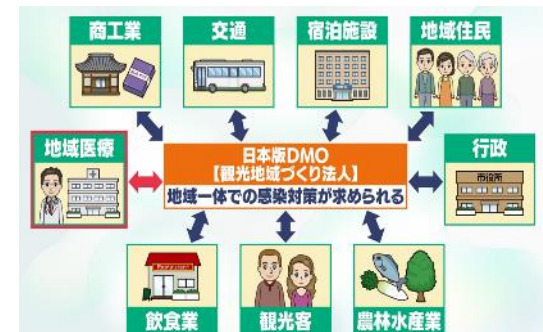 商工業
交通
宿泊施設
地域住民
地域医療
日本版DMO
【観光地域づくり法人】
地域一体での感染対策が求められる
行政
市役所
飲食業
観光客
農林水産業